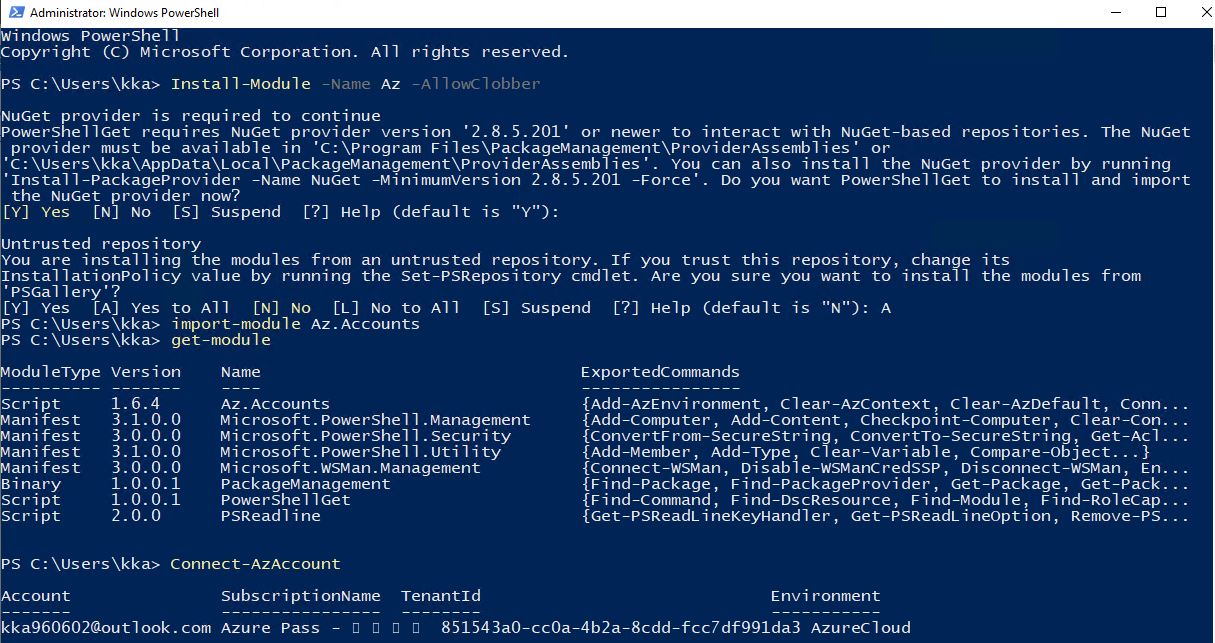 Administrator: Windows PowerShell
Windows PowerShell
Copyright (C) Microsoft Corporation. All rights reserved.
PS C:\Users\kka> Install-Module -Name Az -AllowClobber
NuGet provider is required to continue
PowerShellGet requires NuGet provider version '2.8.5.201' or newer to interact with NuGet-based repositories. The NuGet
provider must be available in 'C:\Program Files\PackageManagement\ProviderAssemblies' or
'C:\Users\kka\AppData\Local\PackageManagement\ProviderAssemblies'. You can also install the NuGet provider by running
'Install-PackageProvider -Name NuGet -MinimumVersion 2.8.5.201 -Force'. Do you want PowerShellGet to install and import
the NuGet provider now?
[Y] Yes  [N] No  [S] Suspend  [?] Help (default is "Y"):
Untrusted repository
You are installing the modules from an untrusted repository. If you trust this repository, change its
InstallationPolicy value by running the Set-PSRepository cmdlet. Are you sure you want to install the modules from
'PSGallery'?
[Y] Yes  [A] Yes to All  [N] No  [L] No to All  [S] Suspend  [?] Help (default is "N"): A
PS C:\Users\kka> import-module Az.Accounts
PS C:\Users\kka> get-module
ModuleType Version    Name                                ExportedCommands
---------- -------    ----                                ----------------
Script     1.6.4      Az.Accounts                         {Add-AzEnvironment, Clear-AzContext, Clear-AzDefault, Conn...
Manifest   3.1.0.0    Microsoft.PowerShell.Management     {Add-Computer, Add-Content, Checkpoint-Computer, Clear-Con...
Manifest   3.0.0.0    Microsoft.PowerShell.Security       {ConvertFrom-SecureString, ConvertTo-SecureString, Get-Acl...
Manifest   3.1.0.0    Microsoft.PowerShell.Utility        {Add-Member, Add-Type, Clear-Variable, Compare-Object...}
Manifest   3.0.0.0    Microsoft.WSMan.Management          {Connect-WSMan, Disable-WSManCredSSP, Disconnect-WSMan, En...
Binary     1.0.0.1    PackageManagement                   {Find-Package, Find-PackageProvider, Get-Package, Get-Pack...
Script     1.0.0.1    PowerShellGet                       {Find-Command, Find-DscResource, Find-Module, Find-RoleCap...
Script     2.0.0      PSReadline                          {Get-PSReadLineKeyHandler, Get-PSReadLineOption, Remove-PS...
PS C:\Users\kka> Connect-AzAccount
Account               SubscriptionName  TenantId                             Environment
-------               ----------------  --------                             -----------
kka960602@outlook.com Azure Pass -  851543a0-cc0a-4b2a-8cdd-fcc7df991da3 AzureCloud